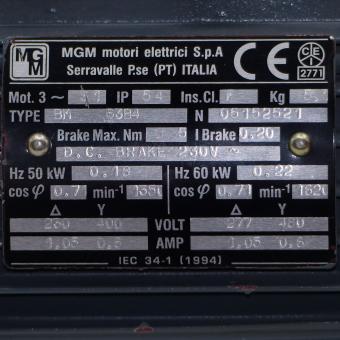 MGM
MGM motori elettrici S.p.A
Serravalle P.se (PT) ITALIA
CEI
2771
Mot. 3~ IP 54 Ins.Cl. F Kg
TYPE BM 63B4 N 05152521
Brake Max. Nm 5 I Brake 0,20
D.C. BRAKE 230V ~
Hz 50 kW 0,18 Hz 60 kW 0,22
cos φ 0,7 min-1 1350 cos φ 0,71 min-1 1620
Δ Y Δ Y
230 400 VOLT 277 480
1,05 0,6 AMP 1,05 0,6
IEC 34-1 (1994)